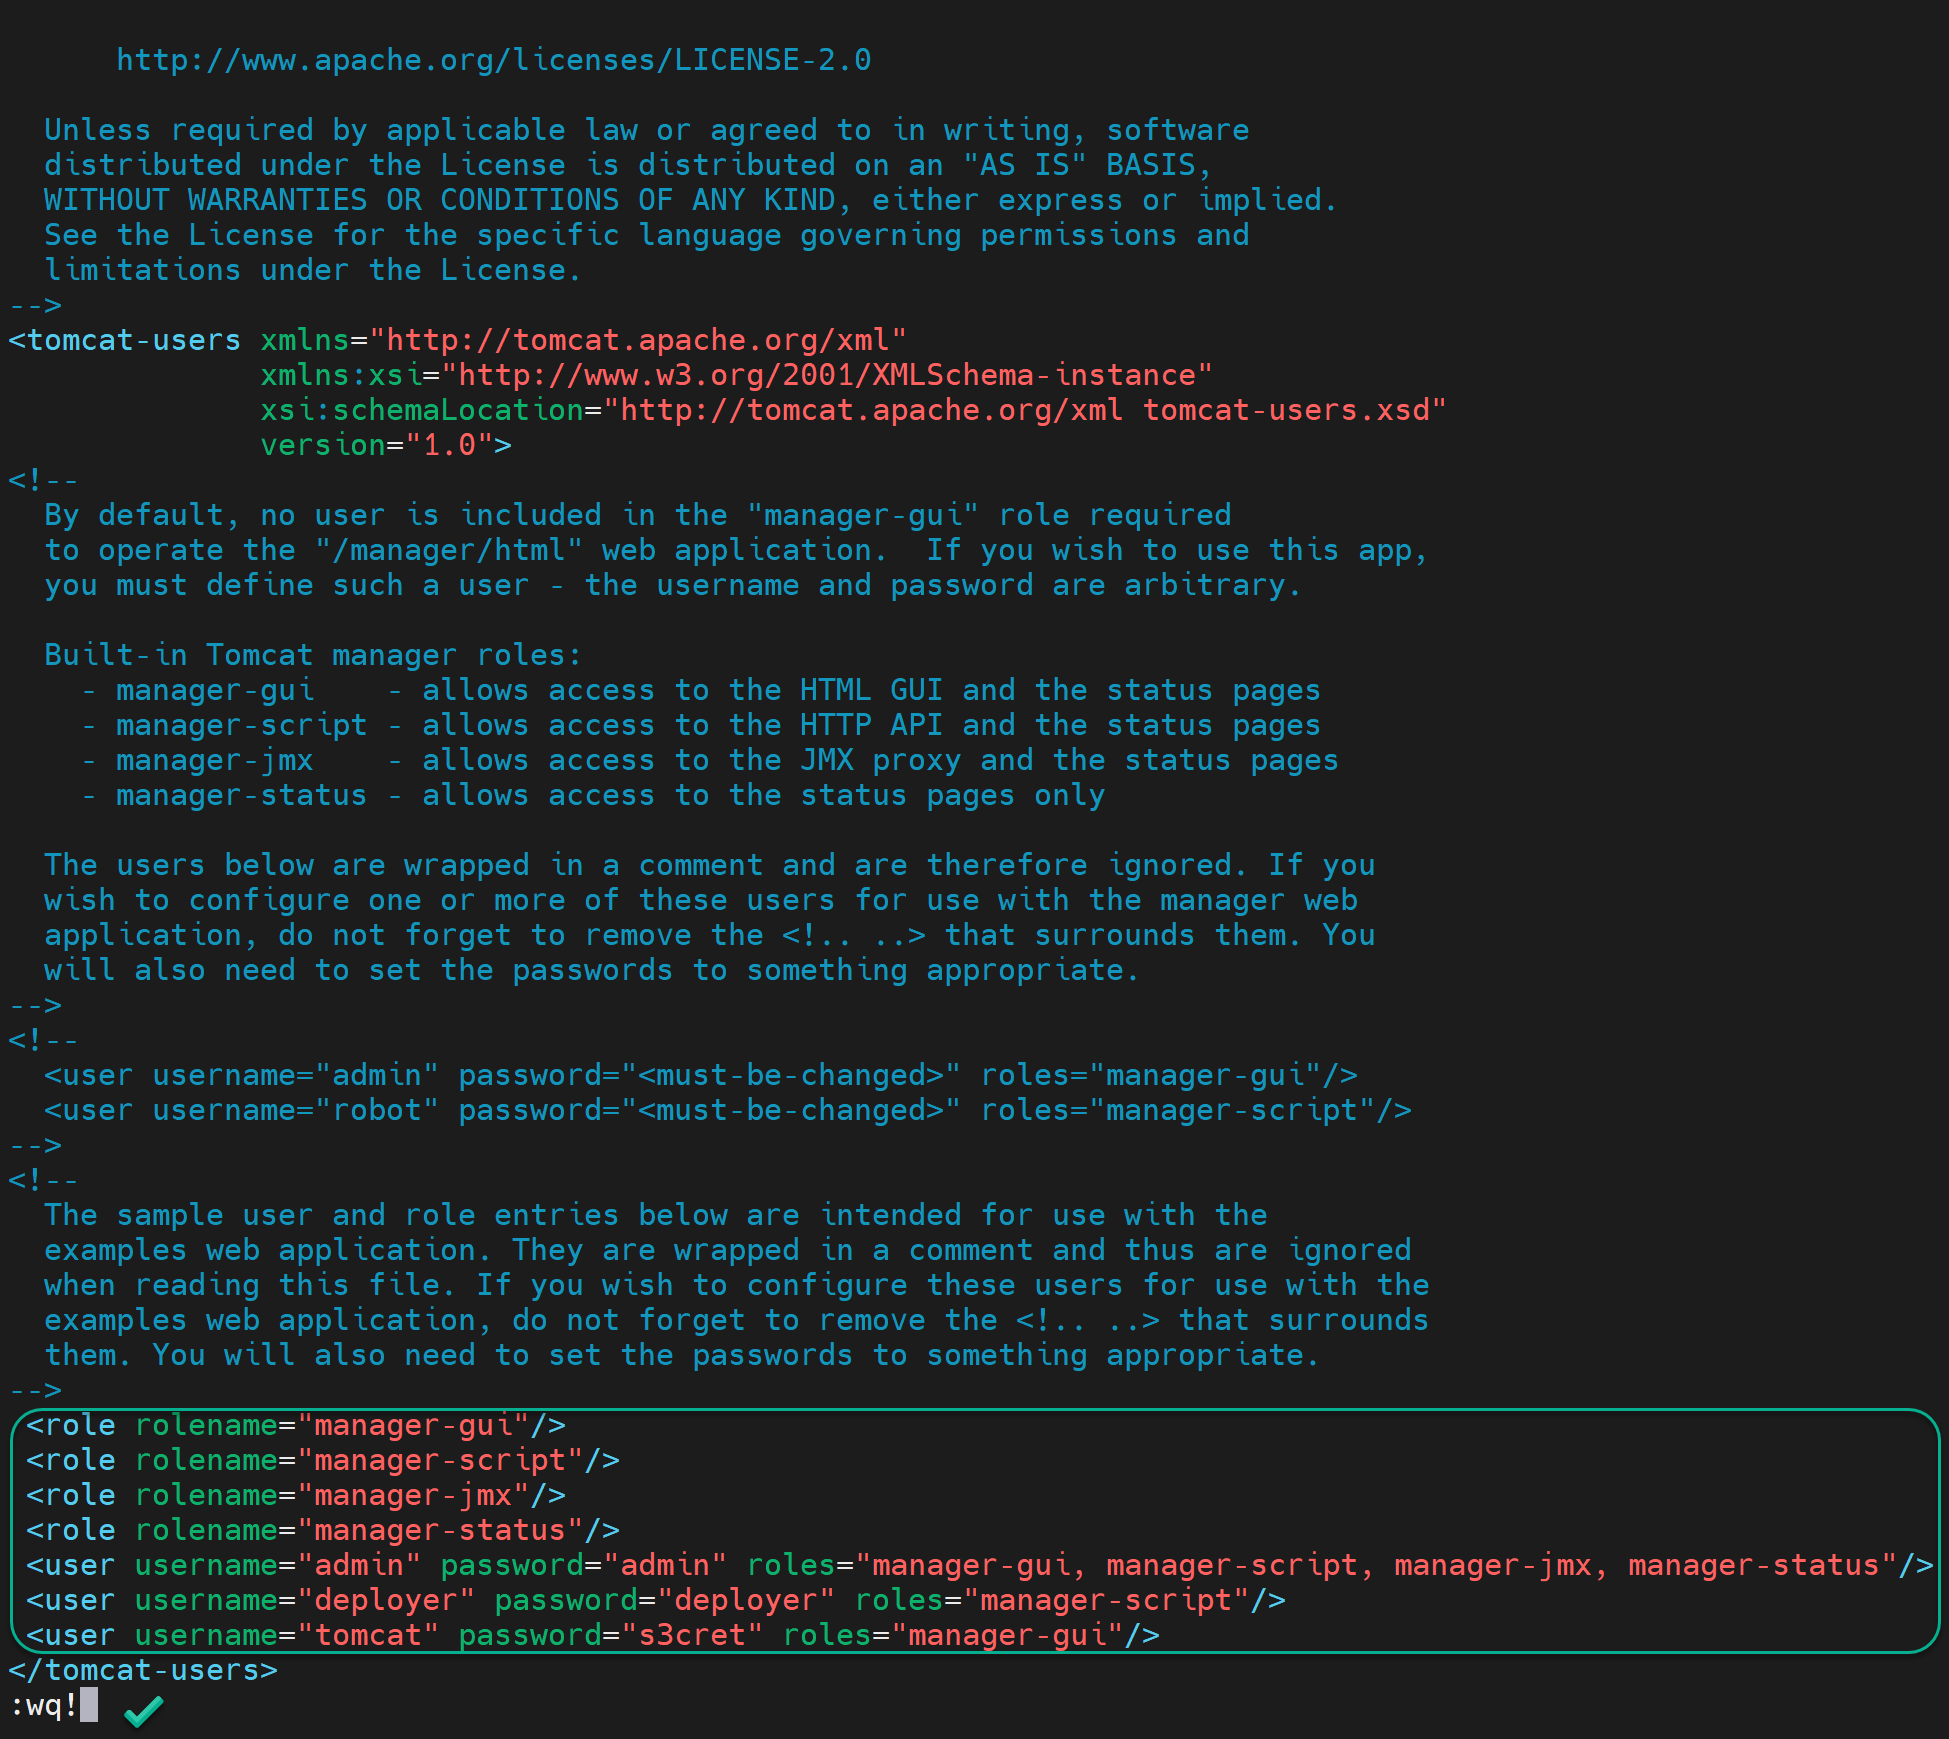 http://www.apache.org/licenses/LICENSE-2.0
Unless required by applicable law or agreed to in writing, software
distributed under the License is distributed on an "AS IS" BASIS,
WITHOUT WARRANTIES OR CONDITIONS OF ANY KIND, either express or implied.
See the License for the specific language governing permissions and
limitations under the License.
-->
<tomcat-users xmlns="http://tomcat.apache.org/xml"
xmlns:xsi="http://www.w3.org/2001/XMLSchema-instance"
xsi:schemaLocation="http://tomcat.apache.org/xml tomcat-users.xsd"
version="1.0">
<!--
By default, no user is included in the "manager-gui" role required
to operate the "/manager/html" web application.  If you wish to use this app,
you must define such a user - the username and password are arbitrary.
Built-in Tomcat manager roles:
- manager-gui    - allows access to the HTML GUI and the status pages
- manager-script - allows access to the HTTP API and the status pages
- manager-jmx    - allows access to the JMX proxy and the status pages
- manager-status - allows access to the status pages only
The users below are wrapped in a comment and are therefore ignored. If you
wish to configure one or more of these users for use with the manager web
application, do not forget to remove the <!.. ..> that surrounds them. You
will also need to set the passwords to something appropriate.
-->
<!--
<user username="admin" password="<must-be-changed>" roles="manager-gui"/>
<user username="robot" password="<must-be-changed>" roles="manager-script"/>
-->
<!--
The sample user and role entries below are intended for use with the
examples web application. They are wrapped in a comment and thus are ignored
when reading this file. If you wish to configure these users for use with the
examples web application, do not forget to remove the <!.. ..> that surrounds
them. You will also need to set the passwords to something appropriate.
-->
<role rolename="manager-gui"/>
<role rolename="manager-script"/>
<role rolename="manager-jmx"/>
<role rolename="manager-status"/>
<user username="admin" password="admin" roles="manager-gui, manager-script, manager-jmx, manager-status"/>
<user username="deployer" password="deployer" roles="manager-script"/>
<user username="tomcat" password="s3cret" roles="manager-gui"/>
</tomcat-users>
:wq!